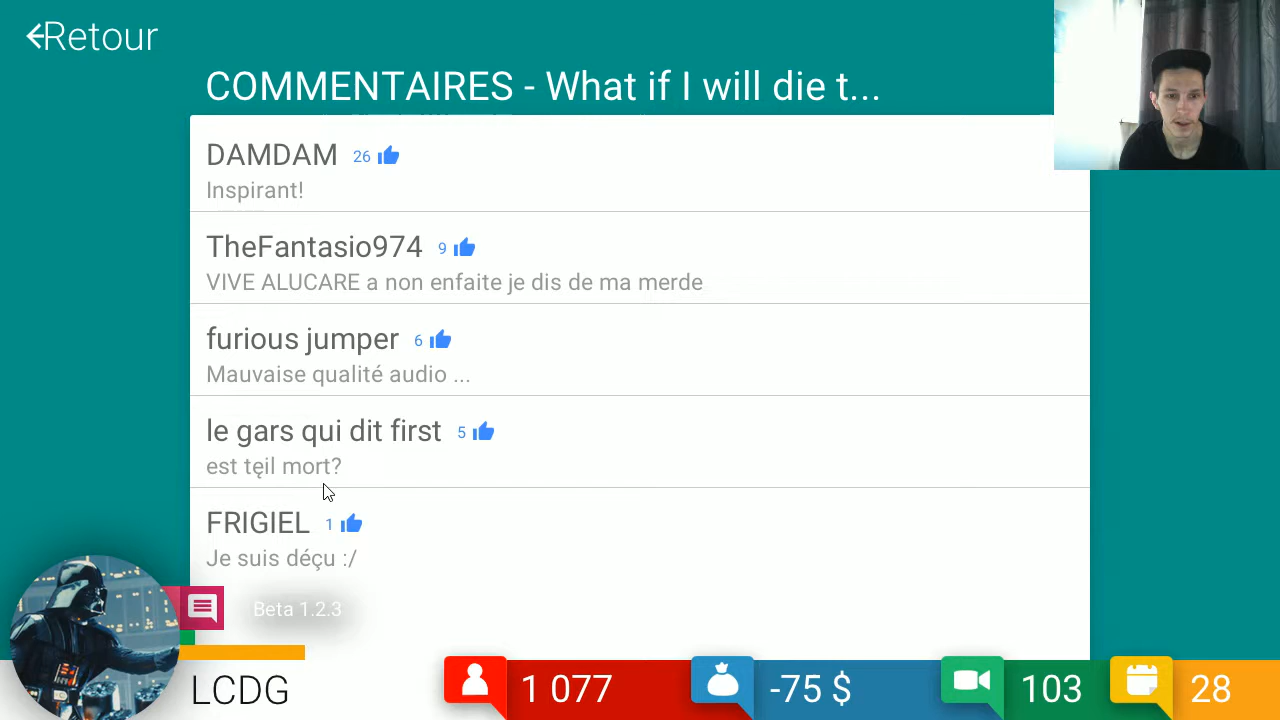 Retour
COMMENTAIRES - What if I will die t...
DAMDAM 26
Inspirant!
TheFantasio974 9
VIVE ALUCARE a non enfaite je dis de ma merde
furious jumper 6
Mauvaise qualité audio ...
le gars qui dit first 5
est tęil mort?
FRIGIEL 1
Je suis déçu :/
Beta 1.2.3
LCDG
1 077
-75 $
103
28